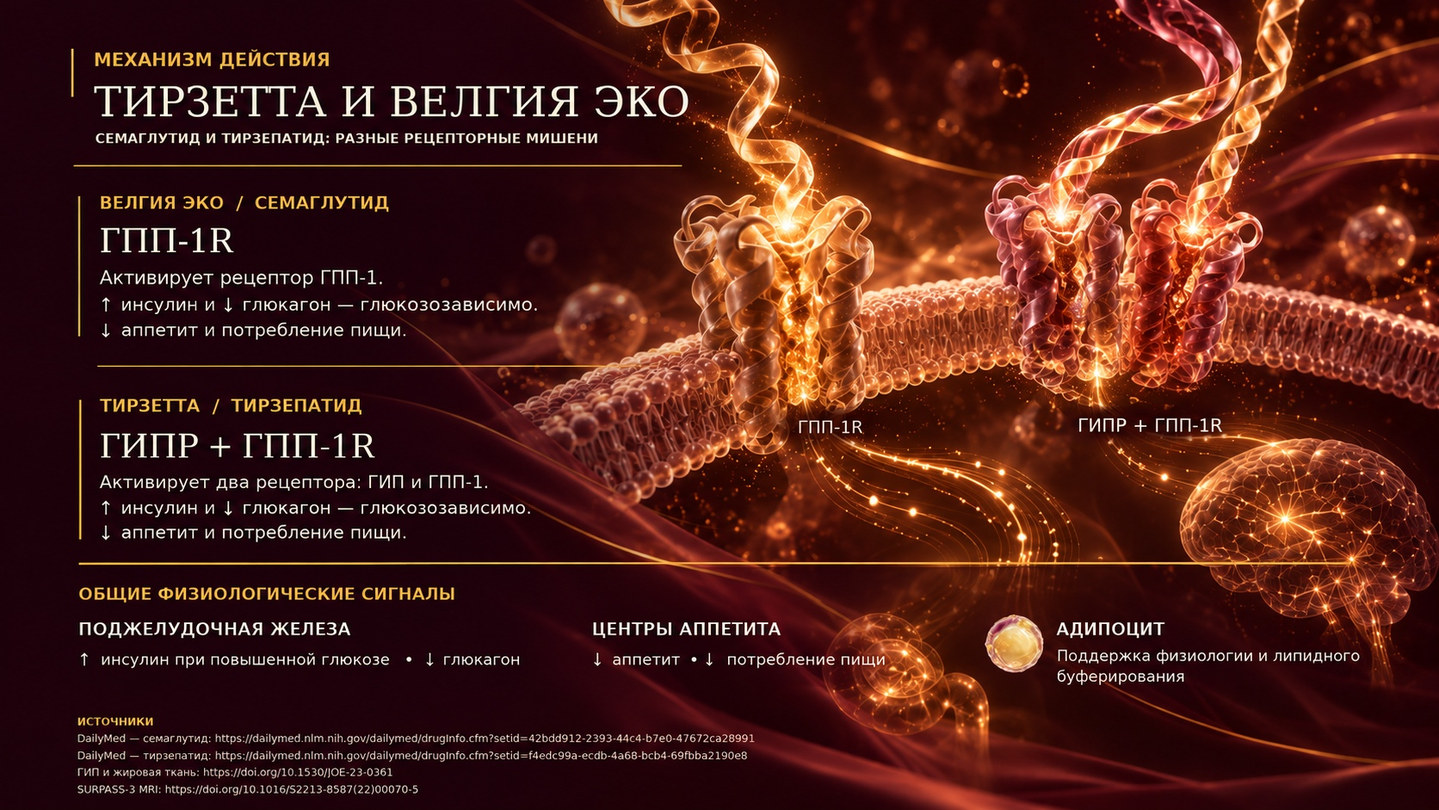 МЕХАНИЗМ ДЕЙСТВИЯ
ТИРЗЕТТА И ВЕЛГИЯ ЭКО
СЕМАГЛУТИД И ТИРЗЕПАТИД: РАЗНЫЕ РЕЦЕПТОРНЫЕ МИШЕНИ
ВЕЛГИЯ ЭКО / СЕМАГЛУТИД
ГПП-1R
Активирует рецептор ГПП-1.
↑ инсулин и ↓ глюкагон — глюкозозависимо.
↓ аппетит и потребление пищи.
ТИРЗЕТТА / ТИРЗЕПАТИД
ГИПР + ГПП-1R
Активирует два рецептора: ГИП и ГПП-1.
↑ инсулин и ↓ глюкагон — глюкозозависимо.
↓ аппетит и потребление пищи.
ГПП-1R
ГИПР + ГПП-1R
ОБЩИЕ ФИЗИОЛОГИЧЕСКИЕ СИГНАЛЫ
ПОДЖЕЛУДОЧНАЯ ЖЕЛЕЗА
↑ инсулин при повышенной глюкозе • ↓ глюкагон
ЦЕНТРЫ АППЕТИТА
↓ аппетит • ↓ потребление пищи
АДИПОЦИТ
Поддержка физиологии и липидного
буферирования
ИСТОЧНИКИ
DailyMed — семаглутид: https://dailymed.nlm.nih.gov/dailymed/drugInfo.cfm?setid=42bdd912-2393-44c4-b7e0-47672ca28991
DailyMed — тирзепатид: https://dailymed.nlm.nih.gov/dailymed/drugInfo.cfm?setid=f4edc99a-ecdb-4a68-bcb4-69fbba2190e8
ГИП и жировая ткань: https://doi.org/10.1530/JOE-23-0361
SURPASS-3 MRI: https://doi.org/10.1016/S2213-8587(22)00070-5